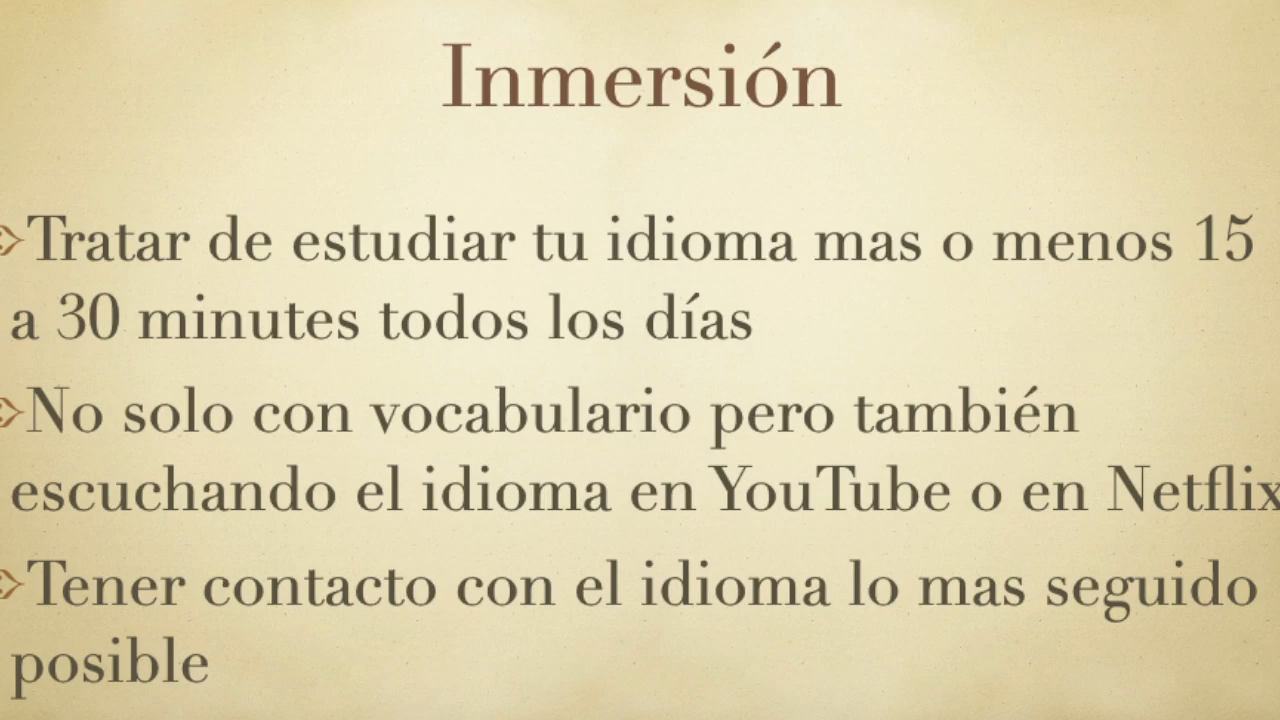 Inmersión
Tratar de estudiar tu idioma mas o menos 15
a 30 minutes todos los días
No solo con vocabulario pero también
escuchando el idioma en YouTube o en Netflix
Tener contacto con el idioma lo mas seguido
posible